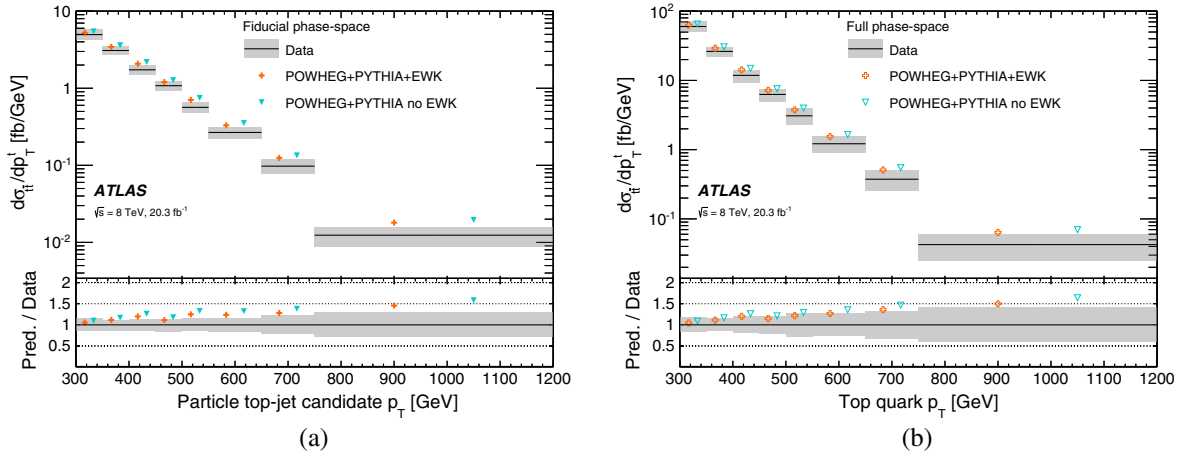 Fiducial phase-space
Data
POWHEG+PYTHIA+EWK
POWHEG+PYTHIA no EWK
ATLAS
√s = 8 TeV, 20.3 fb⁻¹
dσ_tt̄/dp_T^t [fb/GeV]
10
1
10⁻¹
10⁻²
Pred. / Data
2
1.5
1
0.5
300 400 500 600 700 800 900 1000 1100 1200
Particle top-jet candidate p_T [GeV]
(a)
Full phase-space
Data
POWHEG+PYTHIA+EWK
POWHEG+PYTHIA no EWK
ATLAS
√s = 8 TeV, 20.3 fb⁻¹
dσ_tt̄/dp_T^t [fb/GeV]
10²
10
1
10⁻¹
Pred. / Data
2
1.5
1
0.5
300 400 500 600 700 800 900 1000 1100 1200
Top quark p_T [GeV]
(b)